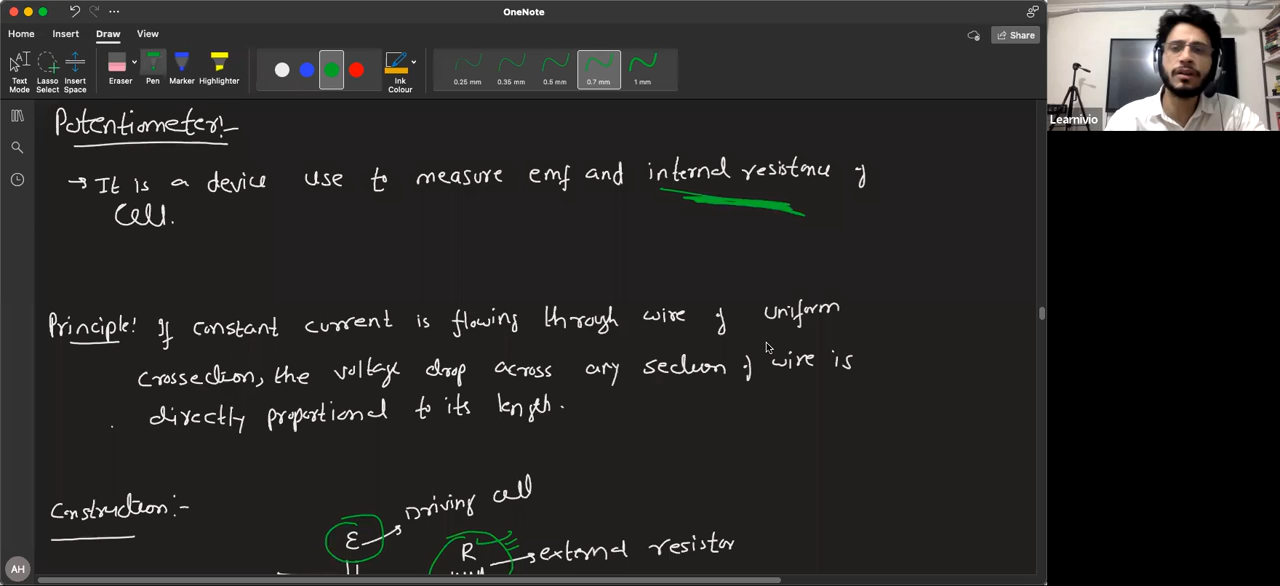 OneNote
Home Insert Draw View
Share
Text Mode
Lasso Select
Insert Space
Eraser
Pen
Marker
Highlighter
Ink Colour
0.25 mm
0.35 mm
0.5 mm
0.7 mm
1 mm
Learnivio
Potentiometer:-
→ It is a device use to measure emf and internal resistance of
Cell.
Principle: If constant current is flowing through wire of uniform
crossection, the voltage drop across any section of wire is
directly proportional to its length.
Construction:-
Driving cell
E
R
external resistor
AH